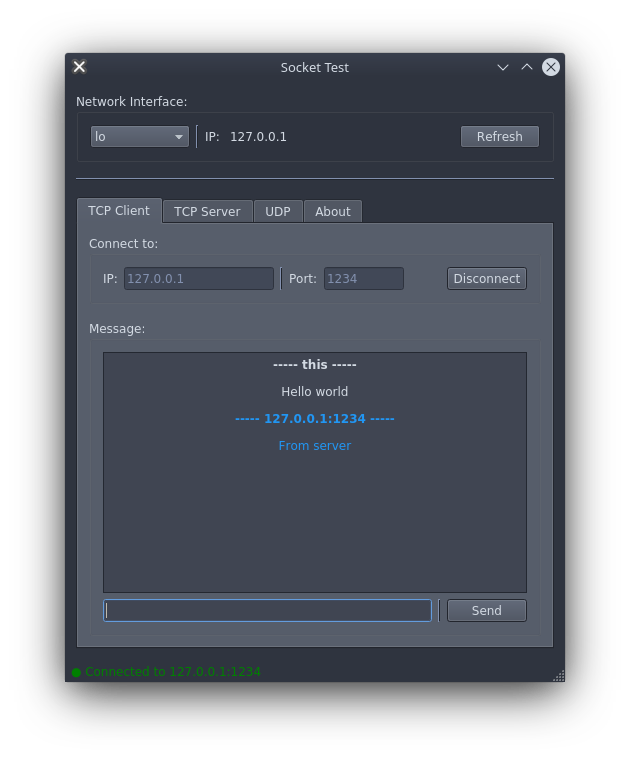 Socket Test
Network Interface:
lo IP: 127.0.0.1 Refresh
TCP Client TCP Server UDP About
Connect to:
IP: 127.0.0.1 Port: 1234 Disconnect
Message:
----- this -----
Hello world
----- 127.0.0.1:1234 -----
From server
Send
Connected to 127.0.0.1:1234